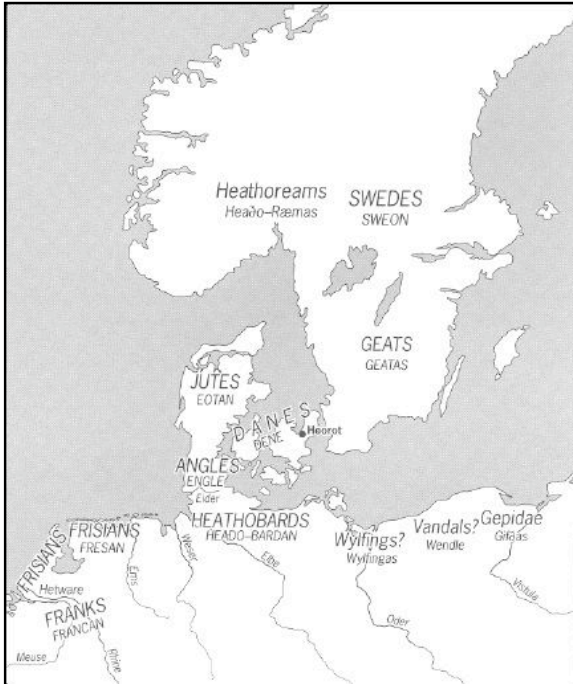 Heathoreams
Heaðo–Ræmas
SWEDES
SWEON
GEATS
GEATAS
JUTES
EOTAN
DANES
DENE
Heorot
ANGLES
ENGLE
Eider
HEATHOBARDS
HEAÐO–BARDAN
Wylfings?
Wylfingas
Vandals?
Wendle
Gepidae
Gifðas
FRISIANS
FRESAN
FRISIANS
Hetware
FRANKS
FRANCAN
Meuse
Rhine
Ems
Weser
Elbe
Oder
Vistula